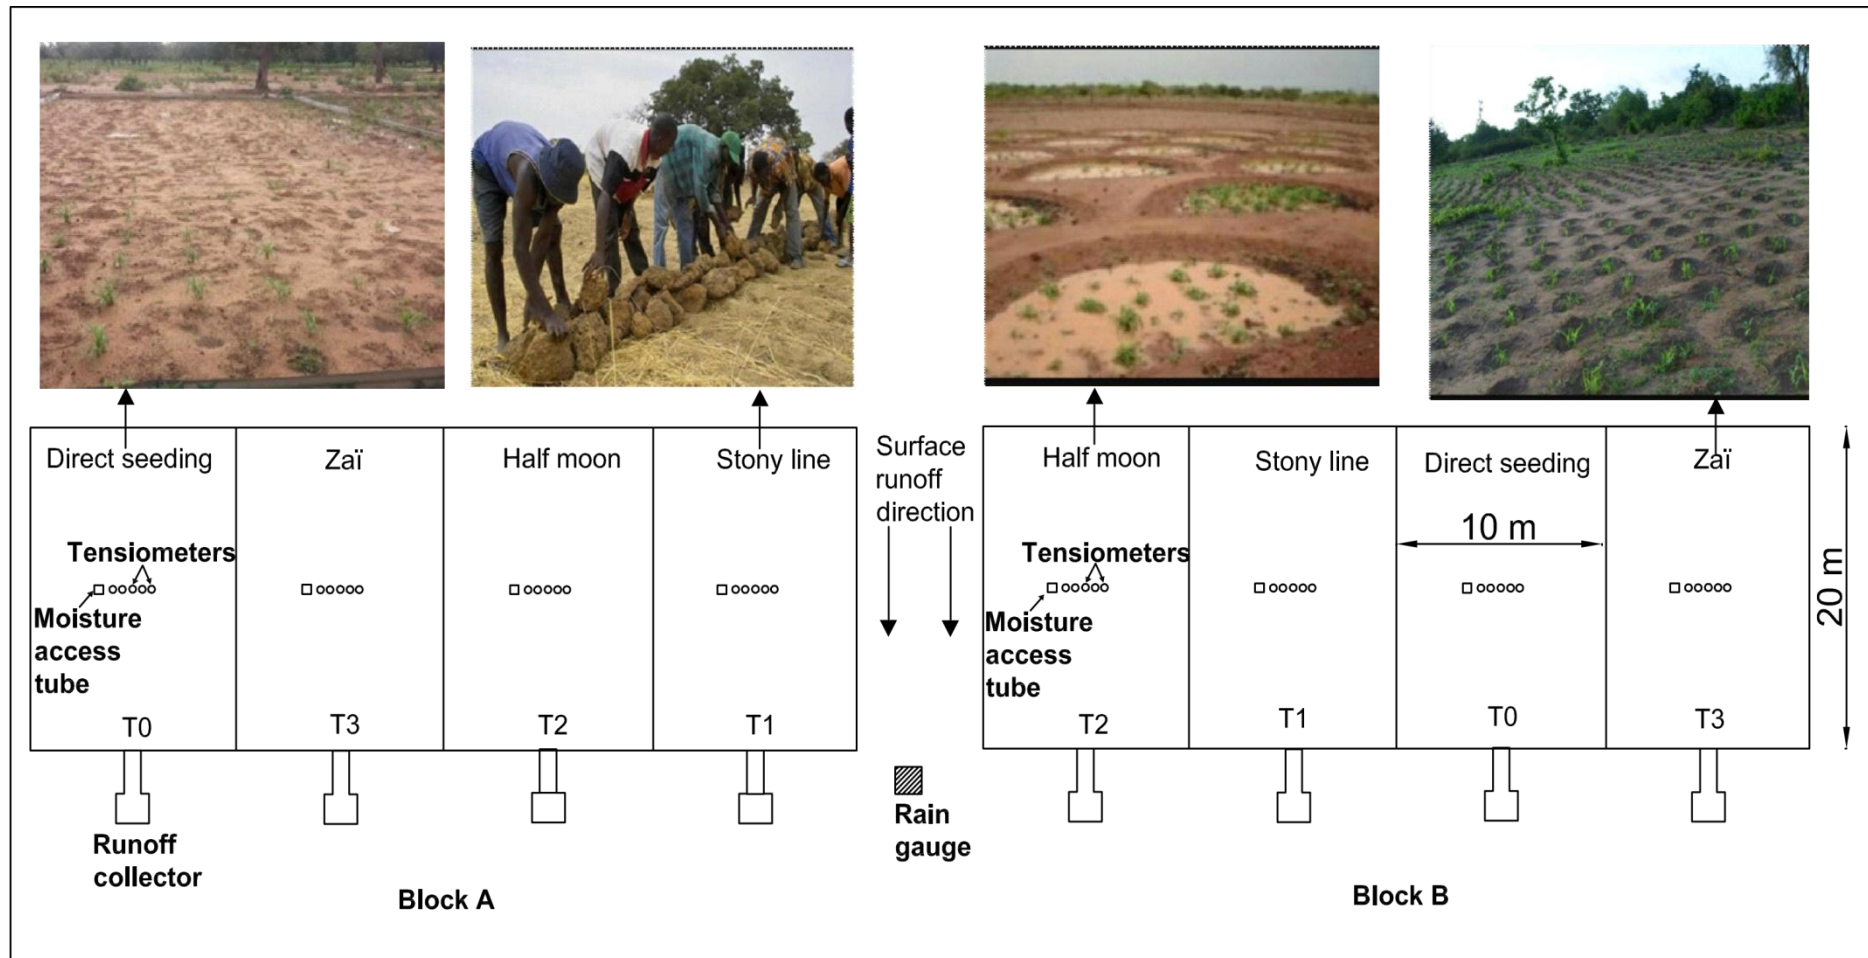 Direct seeding
Zaï
Half moon
Stony line
Tensiometers
Moisture
access
tube
T0
T3
T2
T1
Runoff
collector
Block A
Surface
runoff
direction
Rain
gauge
Half moon
Stony line
Direct seeding
Zaï
10 m
20 m
Tensiometers
Moisture
access
tube
T2
T1
T0
T3
Block B